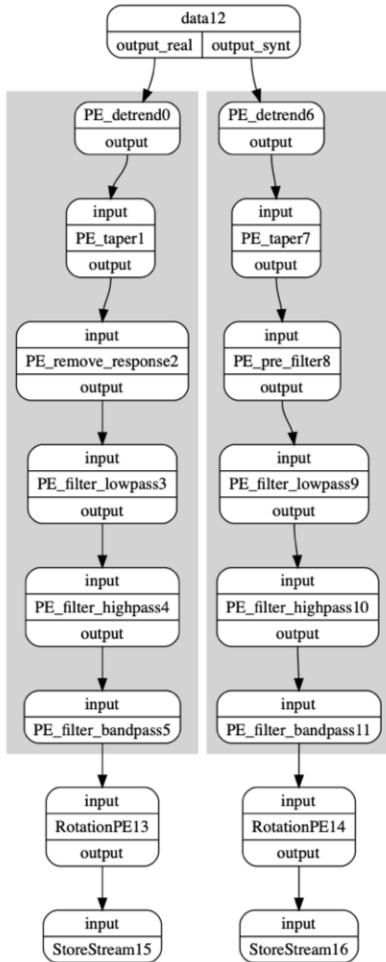 data12
output_real output_synt
PE_detrend0
output
input
PE_taper1
output
input
PE_remove_response2
output
input
PE_filter_lowpass3
output
input
PE_filter_highpass4
output
input
PE_filter_bandpass5
input
RotationPE13
output
input
StoreStream15
PE_detrend6
output
input
PE_taper7
output
input
PE_pre_filter8
output
input
PE_filter_lowpass9
output
input
PE_filter_highpass10
output
input
PE_filter_bandpass11
input
RotationPE14
output
input
StoreStream16